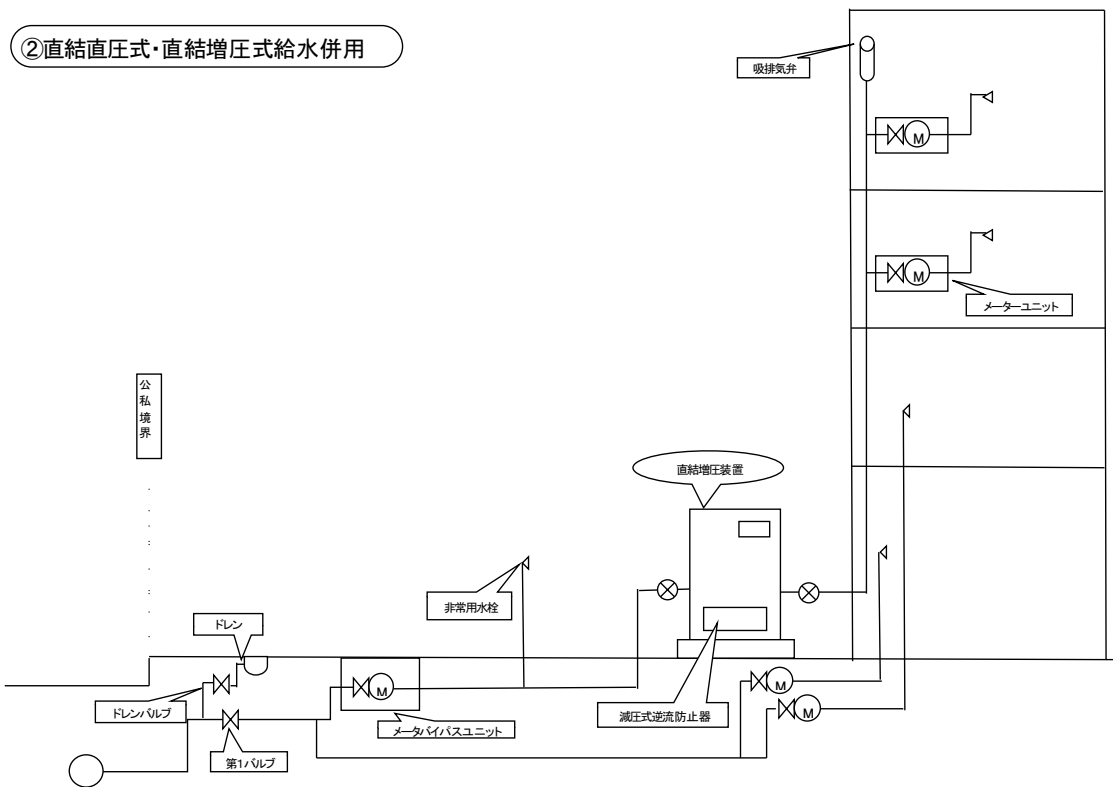 ②直結直圧式・直結増圧式給水併用
吸排気弁
M
M
メーターユニット
公私境界
直結増圧装置
非常用水栓
ドレン
M
M
ドレンバルブ
減圧式逆流防止器
M
メータバイパスユニット
第1バルブ